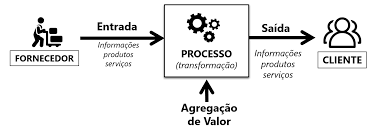 FORNECEDOR
Entrada
Informações
produtos
serviços
PROCESSO
(transformação)
Agregação
de Valor
Saída
Informações
produtos
serviços
CLIENTE